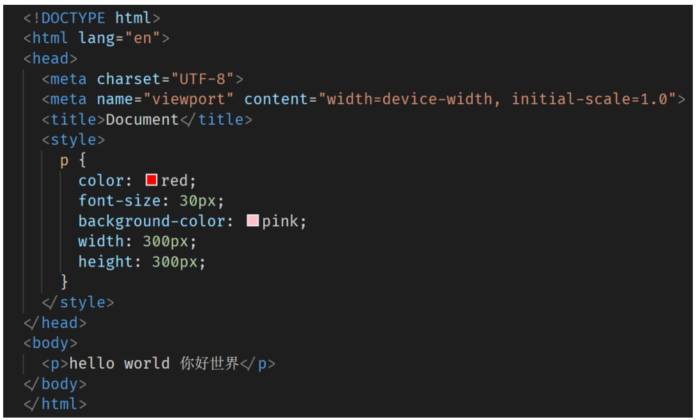 <!DOCTYPE html>
<html lang="en">
<head>
  <meta charset="UTF-8">
  <meta name="viewport" content="width=device-width, initial-scale=1.0">
  <title>Document</title>
  <style>
    p {
      color: red;
      font-size: 30px;
      background-color: pink;
      width: 300px;
      height: 300px;
    }
  </style>
</head>
<body>
  <p>hello world 你好世界</p>
</body>
</html>